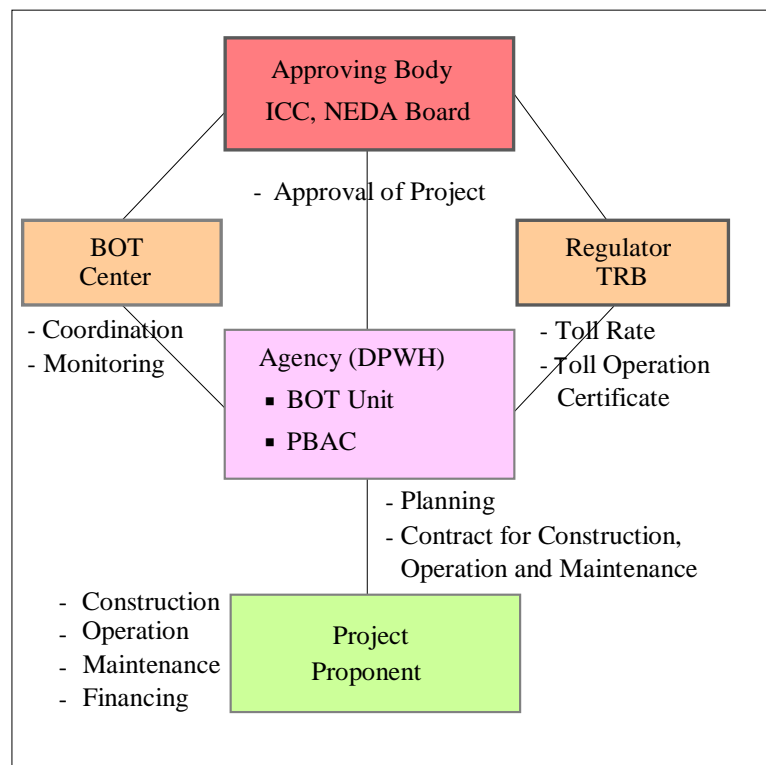 Approving Body
ICC, NEDA Board
- Approval of Project
BOT
Center
Regulator
TRB
- Coordination
- Monitoring
- Toll Rate
- Toll Operation
Certificate
Agency (DPWH)
▪ BOT Unit
▪ PBAC
- Planning
- Contract for Construction,
Operation and Maintenance
- Construction
- Operation
- Maintenance
- Financing
Project
Proponent